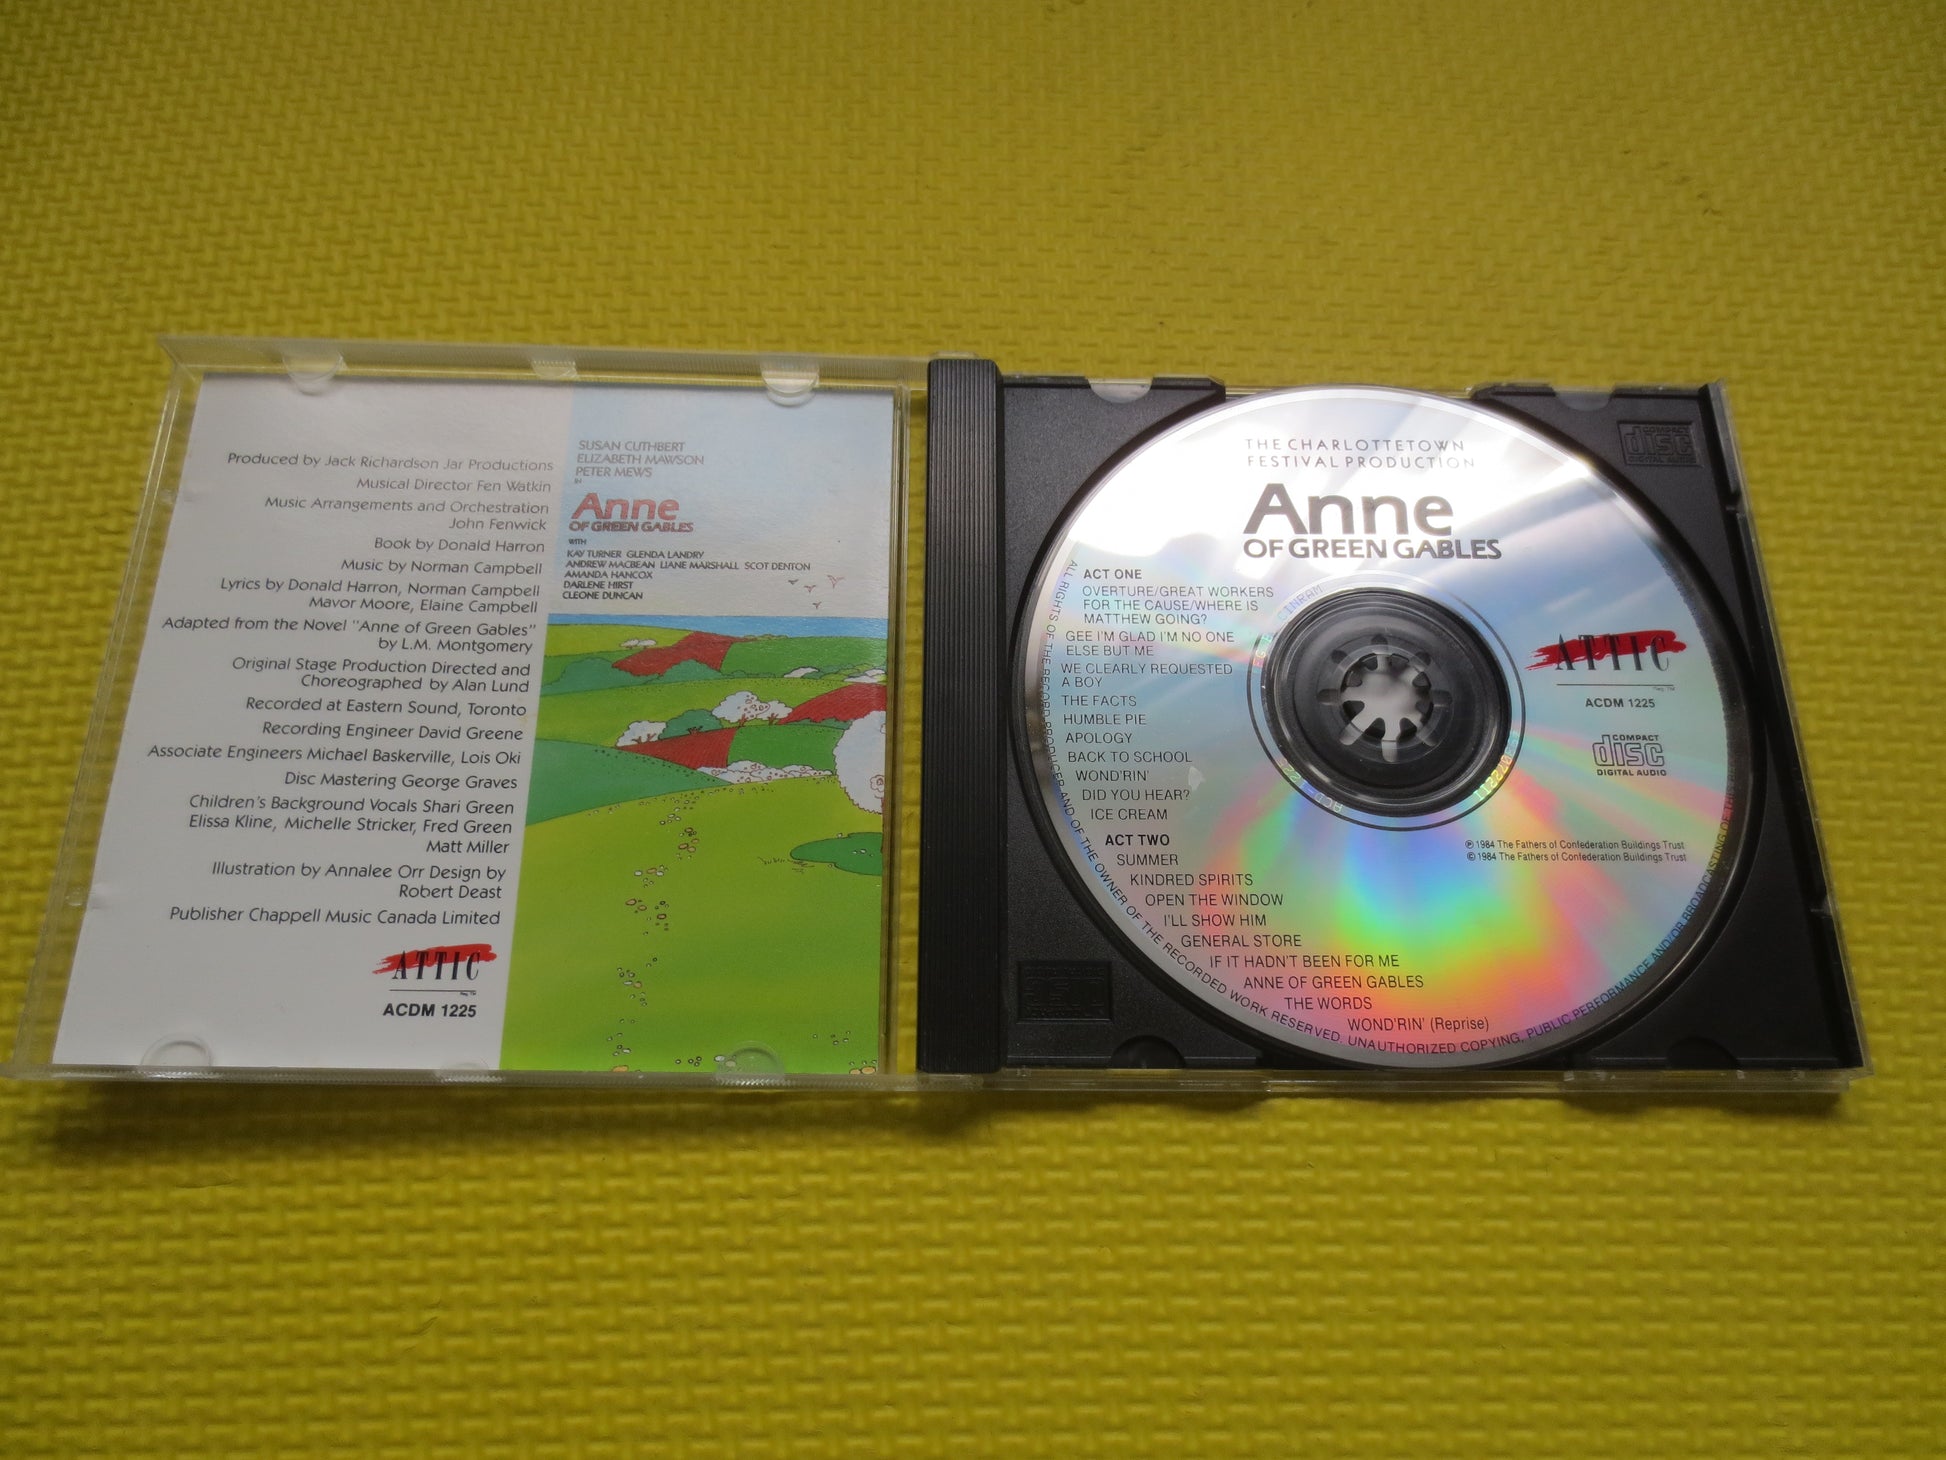 Produced by Jack Richardson Jar Productions
Musical Director Fen Watkin
Music Arrangements and Orchestration
John Fenwick
Book by Donald Harron
Music by Norman Campbell
Lyrics by Donald Harron, Norman Campbell
Mavor Moore, Elaine Campbell
Adapted from the Novel "Anne of Green Gables"
by L.M. Montgomery
Original Stage Production Directed and
Choreographed by Alan Lund
Recorded at Eastern Sound, Toronto
Recording Engineer David Greene
Associate Engineers Michael Baskerville, Lois Oki
Disc Mastering George Graves
Children's Background Vocals Shari Green
Elissa Kline, Michelle Stricker, Fred Green
Matt Miller
Illustration by Annalee Orr Design by
Robert Deast
Publisher Chappell Music Canada Limited
ATTIC
Reg. TM
ACDM 1225
SUSAN CUTHBERT
ELIZABETH MAWSON
PETER MEWS
IN
Anne
OF GREEN GABLES
WITH
KAY TURNER GLENDA LANDRY
ANDREW MACBEAN LIANE MARSHALL SCOT DENTON
AMANDA HANCOX
DARLENE HIRST
CLEONE DUNCAN
THE CHARLOTTETOWN
FESTIVAL PRODUCTION
Anne
OF GREEN GABLES
ACT ONE
OVERTURE/GREAT WORKERS
FOR THE CAUSE/WHERE IS
MATTHEW GOING?
GEE I'M GLAD I'M NO ONE
ELSE BUT ME
WE CLEARLY REQUESTED
A BOY
THE FACTS
HUMBLE PIE
APOLOGY
BACK TO SCHOOL
WOND'RIN'
DID YOU HEAR?
ICE CREAM
ACT TWO
SUMMER
KINDRED SPIRITS
OPEN THE WINDOW
I'LL SHOW HIM
GENERAL STORE
IF IT HADN'T BEEN FOR ME
ANNE OF GREEN GABLES
THE WORDS
WOND'RIN' (Reprise)
ATTIC
Reg. TM
ACDM 1225
COMPACT
disc
DIGITAL AUDIO
℗ 1984 The Fathers of Confederation Buildings Trust
© 1984 The Fathers of Confederation Buildings Trust
ALL RIGHTS OF THE RECORD PRODUCER AND OF THE OWNER OF THE RECORDED WORK RESERVED. UNAUTHORIZED COPYING, PUBLIC PERFORMANCE AND/OR BROADCASTING OF
CINRAM
COMPACT
disc
DIGITAL AUDIO